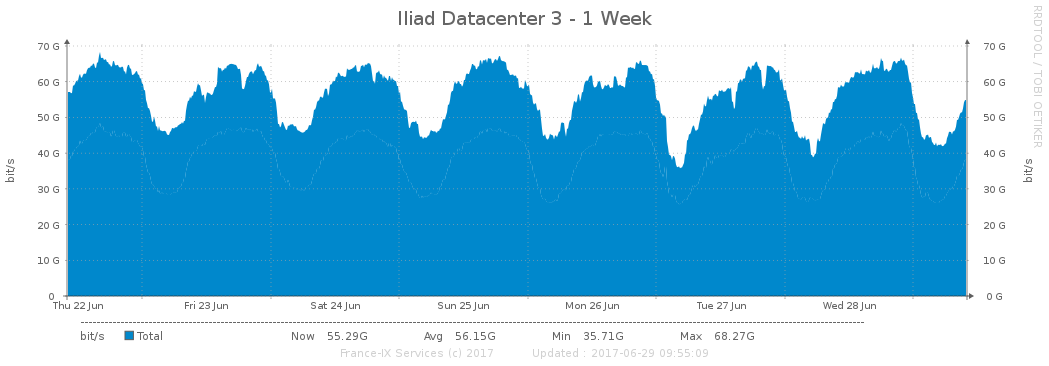 Iliad Datacenter 3 - 1 Week
RRDTOOL / TOBI OETIKER
70 G 70 G
60 G 60 G
50 G 50 G
40 G 40 G
30 G 30 G
20 G 20 G
10 G 10 G
0 0 G
bit/s bit/s
Thu 22 Jun Fri 23 Jun Sat 24 Jun Sun 25 Jun Mon 26 Jun Tue 27 Jun Wed 28 Jun
bit/s Total Now 55.29G Avg 56.15G Min 35.71G Max 68.27G
France-IX Services (c) 2017 Updated : 2017-06-29 09:55:09